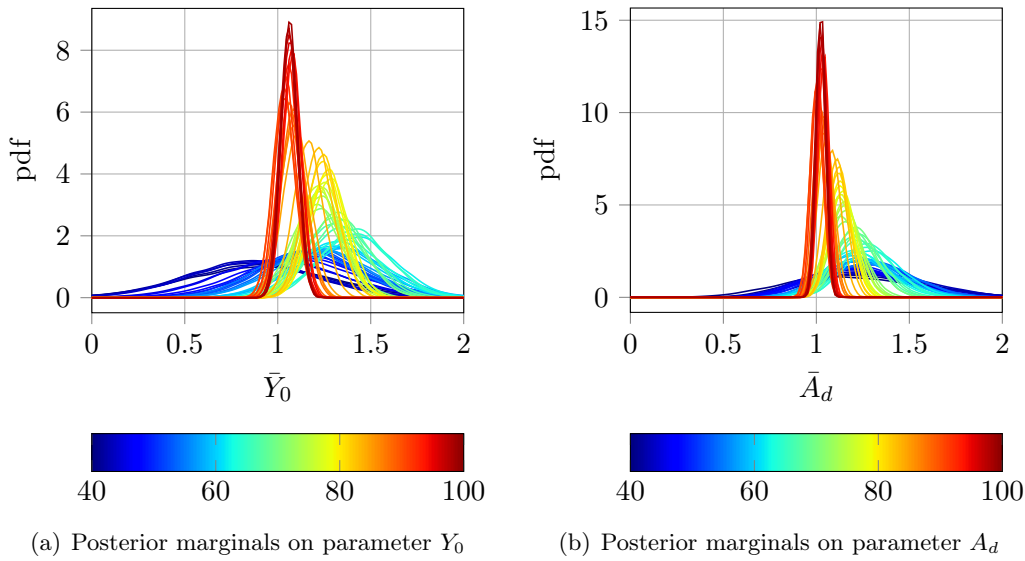 8
6
4
2
0
pdf
0 0.5 1 1.5 2
Ȳ₀
40 60 80 100
(a) Posterior marginals on parameter Y₀
15
10
5
0
pdf
0 0.5 1 1.5 2
Ā_d
40 60 80 100
(b) Posterior marginals on parameter A_d